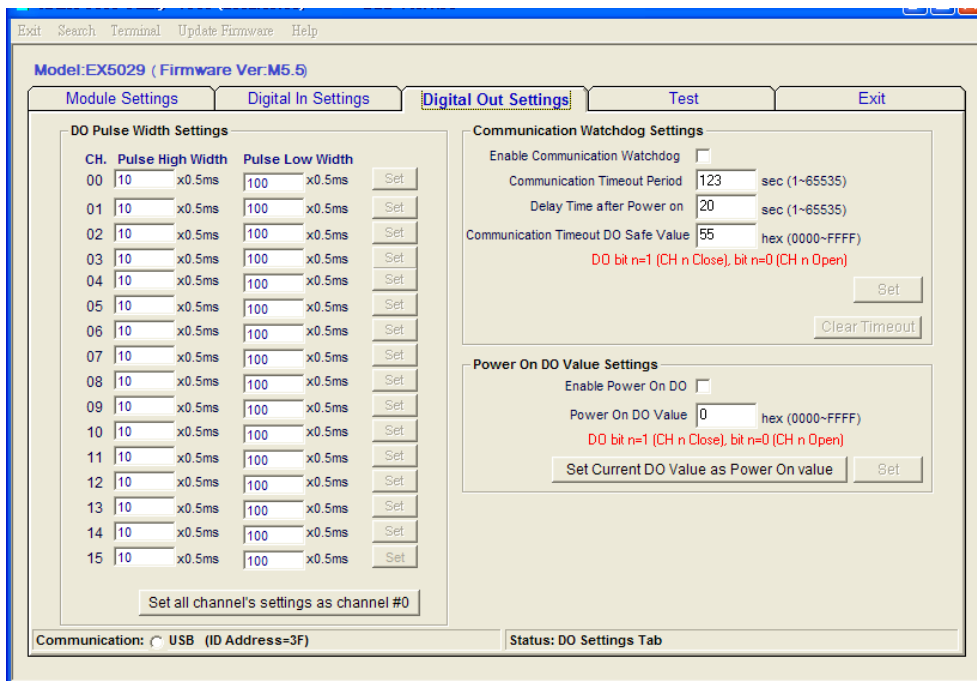 Exit Search Terminal Update Firmware Help
Model:EX5029 ( Firmware Ver:M5.5)
Module Settings Digital In Settings Digital Out Settings Test Exit
DO Pulse Width Settings
CH. Pulse High Width Pulse Low Width
00 10 x0.5ms 100 x0.5ms Set
01 10 x0.5ms 100 x0.5ms Set
02 10 x0.5ms 100 x0.5ms Set
03 10 x0.5ms 100 x0.5ms Set
04 10 x0.5ms 100 x0.5ms Set
05 10 x0.5ms 100 x0.5ms Set
06 10 x0.5ms 100 x0.5ms Set
07 10 x0.5ms 100 x0.5ms Set
08 10 x0.5ms 100 x0.5ms Set
09 10 x0.5ms 100 x0.5ms Set
10 10 x0.5ms 100 x0.5ms Set
11 10 x0.5ms 100 x0.5ms Set
12 10 x0.5ms 100 x0.5ms Set
13 10 x0.5ms 100 x0.5ms Set
14 10 x0.5ms 100 x0.5ms Set
15 10 x0.5ms 100 x0.5ms Set
Set all channel's settings as channel #0
Communication Watchdog Settings
Enable Communication Watchdog
Communication Timeout Period 123 sec (1~65535)
Delay Time after Power on 20 sec (1~65535)
Communication Timeout DO Safe Value 55 hex (0000~FFFF)
DO bit n=1 (CH n Close), bit n=0 (CH n Open)
Set
Clear Timeout
Power On DO Value Settings
Enable Power On DO
Power On DO Value 0 hex (0000~FFFF)
DO bit n=1 (CH n Close), bit n=0 (CH n Open)
Set Current DO Value as Power On value Set
Communication: USB (ID Address=3F) Status: DO Settings Tab